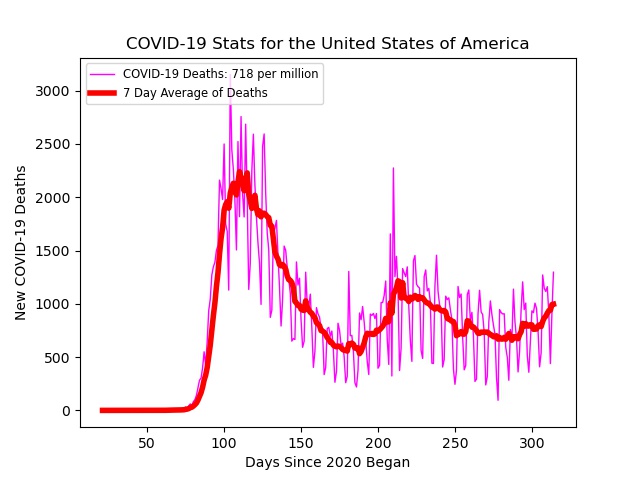 COVID-19 Stats for the United States of America
COVID-19 Deaths: 718 per million
7 Day Average of Deaths
New COVID-19 Deaths
3000
2500
2000
1500
1000
500
0
50 100 150 200 250 300
Days Since 2020 Began